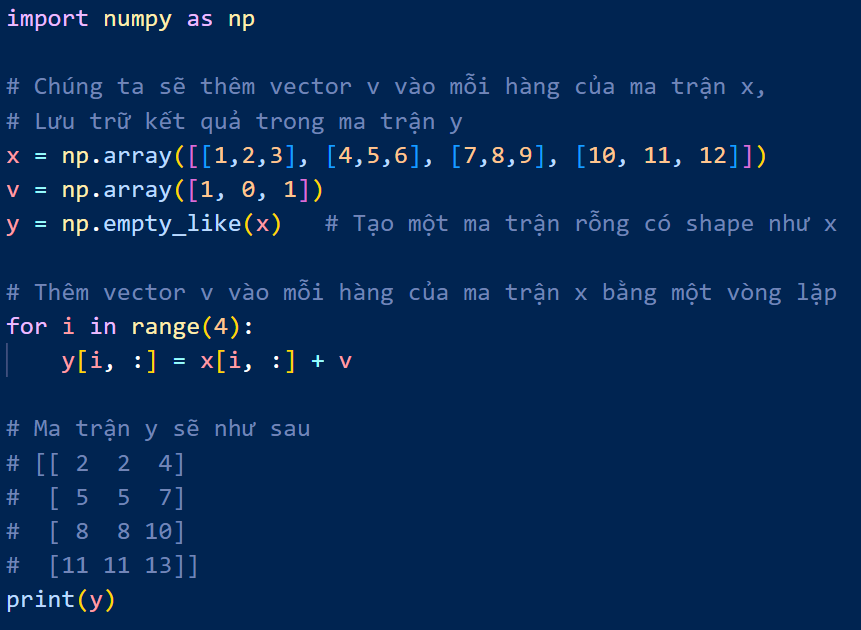 import numpy as np
# Chúng ta sẽ thêm vector v vào mỗi hàng của ma trận x,
# Lưu trữ kết quả trong ma trận y
x = np.array([[1,2,3], [4,5,6], [7,8,9], [10, 11, 12]])
v = np.array([1, 0, 1])
y = np.empty_like(x)   # Tạo một ma trận rỗng có shape như x
# Thêm vector v vào mỗi hàng của ma trận x bằng một vòng lặp
for i in range(4):
    y[i, :] = x[i, :] + v
# Ma trận y sẽ như sau
# [[ 2  2  4]
#  [ 5  5  7]
#  [ 8  8 10]
#  [11 11 13]]
print(y)